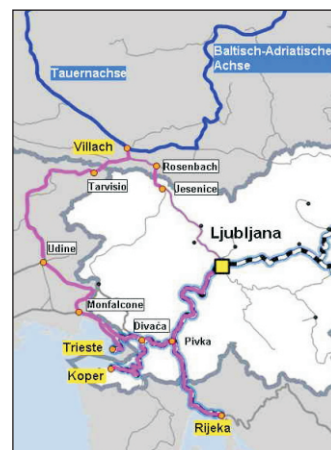 Baltisch-Adriatische
Achse
Tauernachse
Villach
Rosenbach
Tarvisio
Jesenice
Ljubljana
Udine
Monfalcone
Divača
Pivka
Trieste
Koper
Rijeka